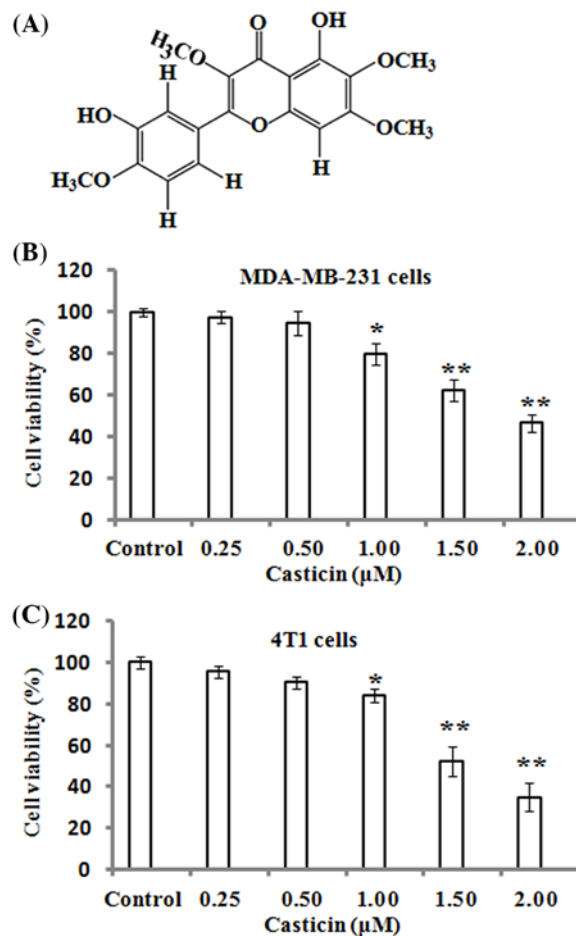 (A)
H₃CO
O
OH
OCH₃
H
HO
O
OCH₃
H₃CO
H
H
H
(B)
120
MDA-MB-231 cells
100
80
60
40
20
0
Cell viability (%)
*
**
**
Control 0.25 0.50 1.00 1.50 2.00
Casticin (µM)
(C)
120
4T1 cells
100
80
60
40
20
0
Cell viability (%)
*
**
**
Control 0.25 0.50 1.00 1.50 2.00
Casticin (µM)